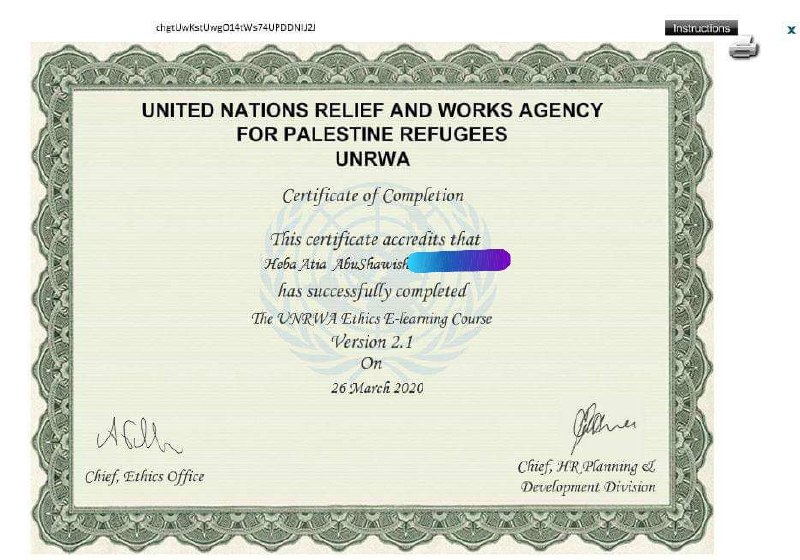 chgtUwKstUwgO14tWs74UPDDNIJ2J
Instructions
x
UNITED NATIONS RELIEF AND WORKS AGENCY
FOR PALESTINE REFUGEES
UNRWA
Certificate of Completion
This certificate accredits that
Heba Atia AbuShawish
has successfully completed
The UNRWA Ethics E-learning Course
Version 2.1
On
26 March 2020
Chief, Ethics Office
Chief, HR Planning &
Development Division